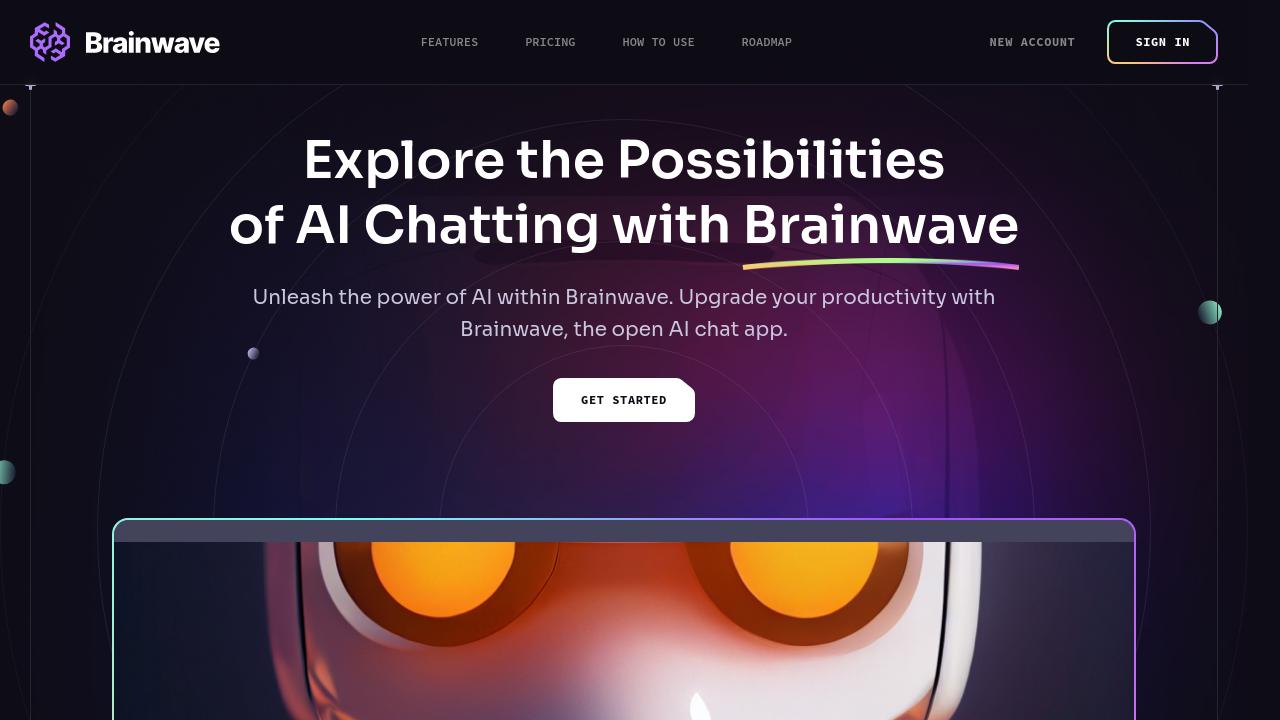 Brainwave
FEATURES
PRICING
HOW TO USE
ROADMAP
NEW ACCOUNT
SIGN IN
Explore the Possibilities
of AI Chatting with Brainwave
Unleash the power of AI within Brainwave. Upgrade your productivity with
Brainwave, the open AI chat app.
GET STARTED